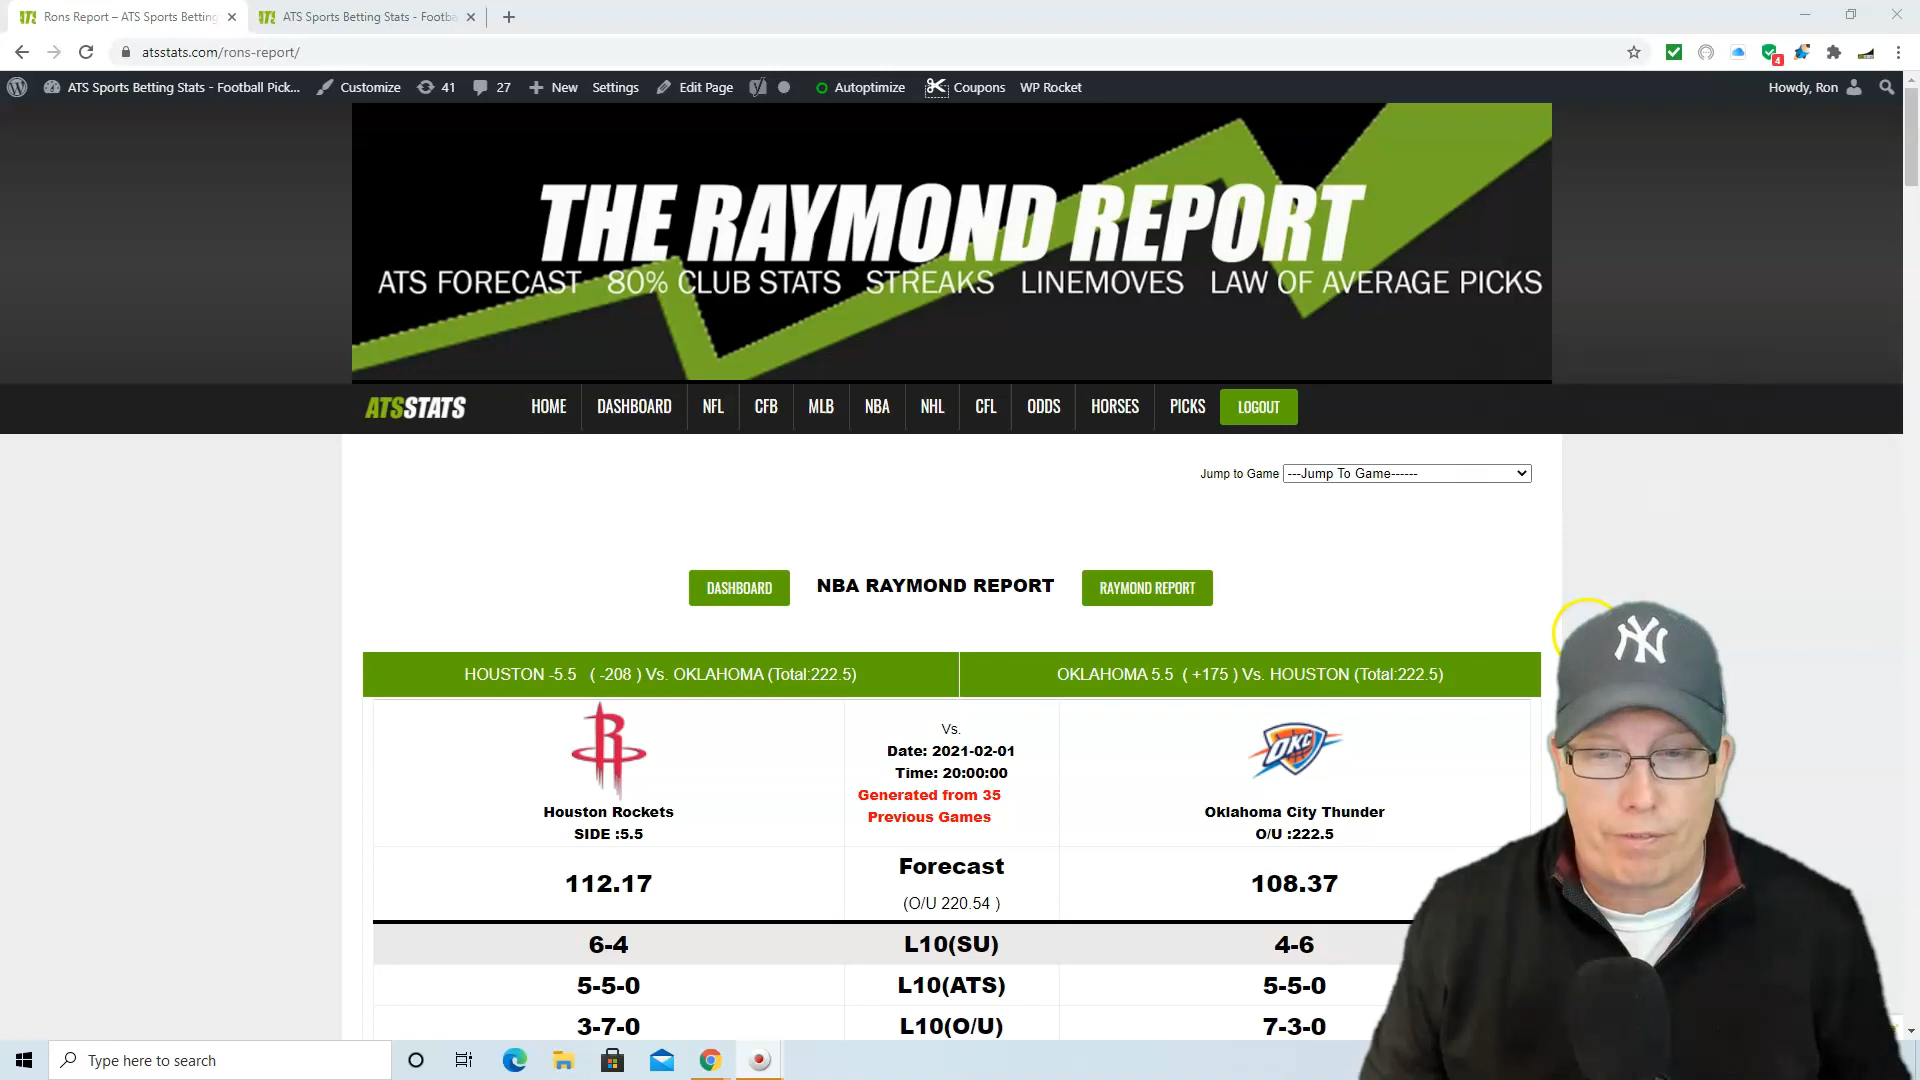 Rons Report – ATS Sports Betting
ATS Sports Betting Stats - Footba
atsstats.com/rons-report/
4
ATS Sports Betting Stats - Football Pick...
Customize
41
27
New
Settings
Edit Page
Autoptimize
Coupons
WP Rocket
Howdy, Ron
THE RAYMOND REPORT
ATS FORECAST 80% CLUB STATS STREAKS LINEMOVES LAW OF AVERAGE PICKS
ATSSTATS
HOME DASHBOARD NFL CFB MLB NBA NHL CFL ODDS HORSES PICKS LOGOUT
Jump to Game ---Jump To Game------
DASHBOARD NBA RAYMOND REPORT RAYMOND REPORT
HOUSTON -5.5 ( -208 ) Vs. OKLAHOMA (Total:222.5)
OKLAHOMA 5.5 ( +175 ) Vs. HOUSTON (Total:222.5)
R
Houston Rockets
SIDE :5.5
Vs.
Date: 2021-02-01
Time: 20:00:00
Generated from 35
Previous Games
OKC
Oklahoma City Thunder
O/U :222.5
112.17 Forecast 108.37
(O/U 220.54 )
6-4 L10(SU) 4-6
5-5-0 L10(ATS) 5-5-0
3-7-0 L10(O/U) 7-3-0
NY
Type here to search